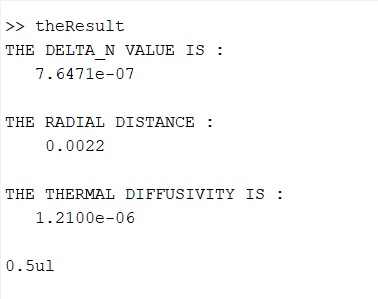 >> theResult
THE DELTA_N VALUE IS :
7.6471e-07
THE RADIAL DISTANCE :
0.0022
THE THERMAL DIFFUSIVITY IS :
1.2100e-06
0.5ul